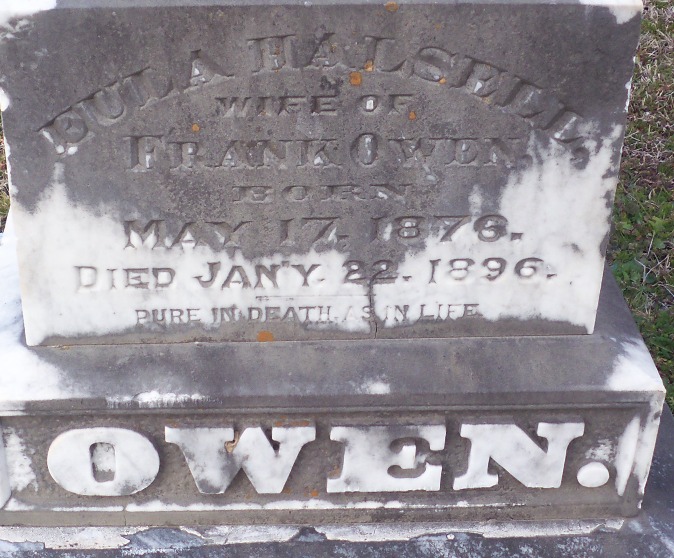 EULA HALSELL,
WIFE OF
FRANK OWEN.
BORN
MAY 17, 1878.
DIED JAN'Y. 22. 1896.
PURE IN DEATH, AS IN LIFE
OWEN.